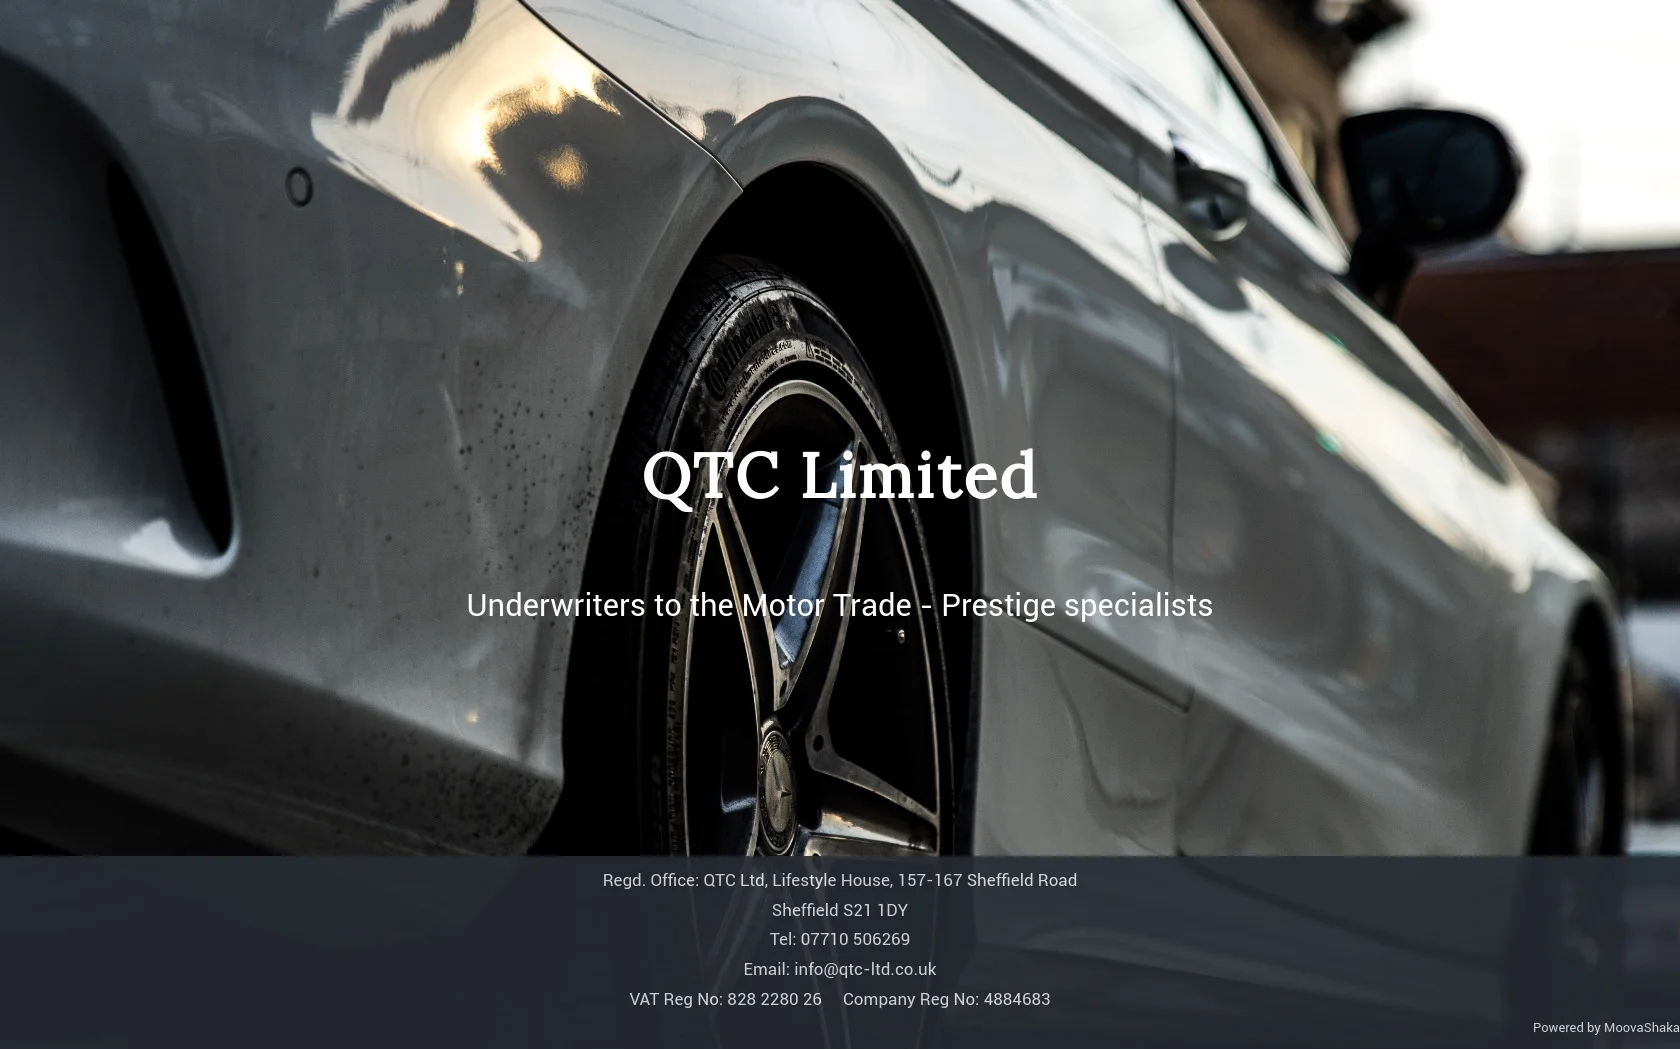 Continental
QTC Limited
Underwriters to the Motor Trade - Prestige specialists
Regd. Office: QTC Ltd, Lifestyle House, 157-167 Sheffield Road
Sheffield S21 1DY
Tel: 07710 506269
Email: info@qtc-ltd.co.uk
VAT Reg No: 828 2280 26 Company Reg No: 4884683
Powered by MoovaShaka